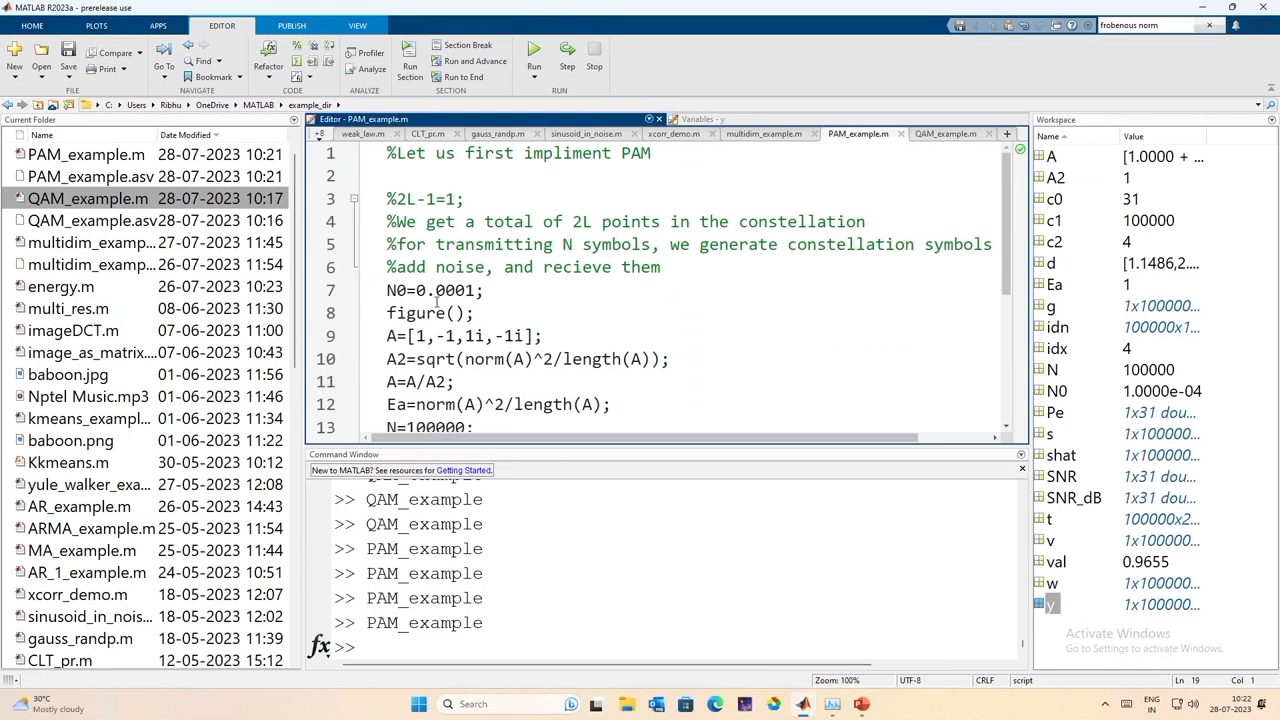 MATLAB R2023a - prerelease use
HOME PLOTS APPS EDITOR PUBLISH VIEW
frobenous norm
New Open Save Compare Print
Go To Find Bookmark
Refactor
Profiler Analyze
Run Section Section Break Run and Advance Run to End
Run Step Stop
FILE NAVIGATE CODE ANALYZE SECTION RUN
C: Users Ribhu OneDrive MATLAB example_dir
Current Folder
Name Date Modified
PAM_example.m 28-07-2023 10:21
PAM_example.asv 28-07-2023 10:21
QAM_example.m 28-07-2023 10:17
QAM_example.asv 28-07-2023 10:16
multidim_examp... 27-07-2023 11:45
multidim_examp... 26-07-2023 11:54
energy.m 26-07-2023 10:23
multi_res.m 08-06-2023 11:30
imageDCT.m 07-06-2023 11:00
image_as_matrix... 07-06-2023 10:43
baboon.jpg 01-06-2023 11:56
Nptel Music.mp3 01-06-2023 11:36
kmeans_exampl... 01-06-2023 11:34
baboon.png 01-06-2023 11:22
Kkmeans.m 30-05-2023 10:12
yule_walker_exa... 27-05-2023 12:08
AR_example.m 26-05-2023 14:43
ARMA_example.m 25-05-2023 11:54
MA_example.m 25-05-2023 11:44
AR_1_example.m 24-05-2023 10:51
xcorr_demo.m 18-05-2023 12:07
sinusoid_in_nois... 18-05-2023 12:02
gauss_randp.m 18-05-2023 11:39
CLT_pr.m 12-05-2023 15:12
Editor - PAM_example.m Variables - y
+8 weak_law.m CLT_pr.m gauss_randp.m sinusoid_in_noise.m xcorr_demo.m multidim_example.m PAM_example.m QAM_example.m
1 %Let us first impliment PAM
2
3 %2L-1=1;
4 %We get a total of 2L points in the constellation
5 %for transmitting N symbols, we generate constellation symbols
6 %add noise, and recieve them
7 N0=0.0001;
8 figure();
9 A=[1,-1,1i,-1i];
10 A2=sqrt(norm(A)^2/length(A));
11 A=A/A2;
12 Ea=norm(A)^2/length(A);
13 N=100000;
Command Window
New to MATLAB? See resources for Getting Started.
>> QAM_example
>> QAM_example
>> PAM_example
>> PAM_example
>> PAM_example
>> PAM_example
fx >>
Workspace
Name Value
A [1.0000 + ...
A2 1
c0 31
c1 100000
c2 4
d [1.1486,2....
Ea 1
g 1x100000...
idn 100000x1...
idx 4
N 100000
N0 1.0000e-04
Pe 1x31 dou...
s 1x100000...
shat 1x100000...
SNR 1x31 dou...
SNR_dB 1x31 dou...
t 100000x2...
v 1x100000...
val 0.9655
w 1x100000...
y 1x100000...
Activate Windows
Go to Settings to activate Windows.
Zoom: 100% UTF-8 CRLF script Ln 19 Col 1
30°C
Mostly cloudy
Search
ENG
IN
10:22
28-07-2023